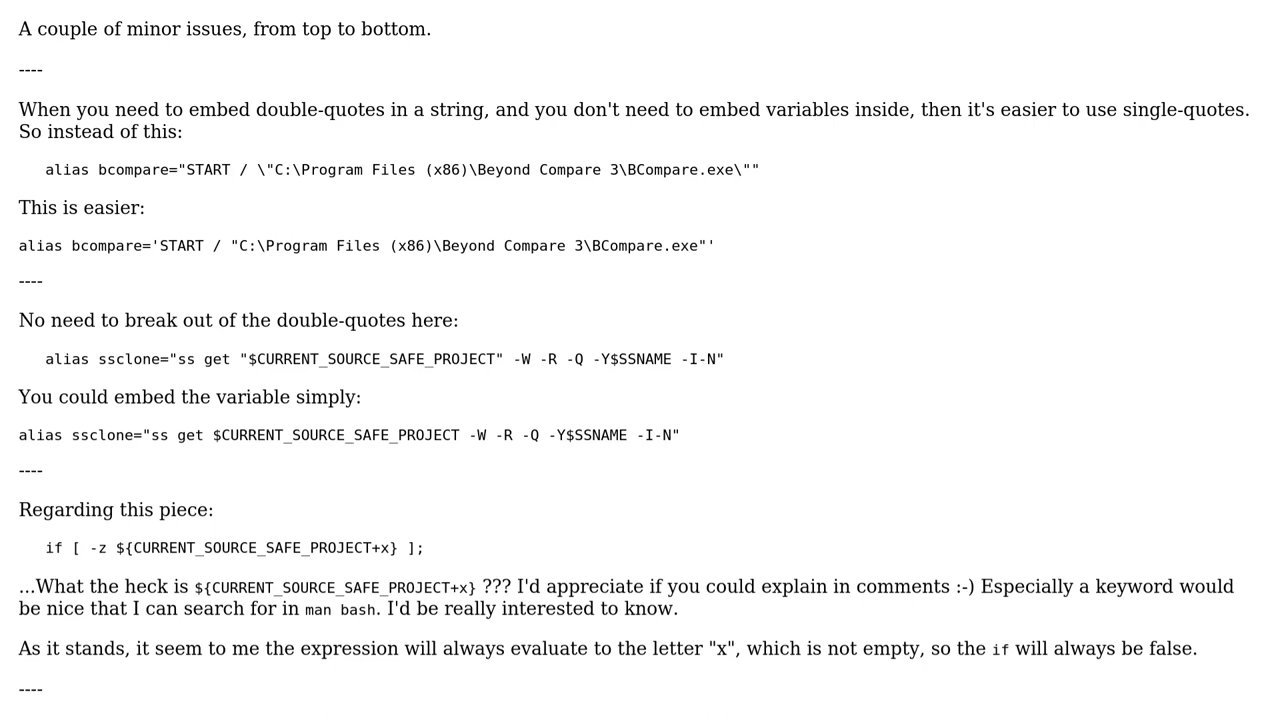 A couple of minor issues, from top to bottom.
----
When you need to embed double-quotes in a string, and you don't need to embed variables inside, then it's easier to use single-quotes.
So instead of this:
alias bcompare="START / \"C:\Program Files (x86)\Beyond Compare 3\BCompare.exe\""
This is easier:
alias bcompare='START / "C:\Program Files (x86)\Beyond Compare 3\BCompare.exe"'
----
No need to break out of the double-quotes here:
alias ssclone="ss get "$CURRENT_SOURCE_SAFE_PROJECT" -W -R -Q -Y$SSNAME -I-N"
You could embed the variable simply:
alias ssclone="ss get $CURRENT_SOURCE_SAFE_PROJECT -W -R -Q -Y$SSNAME -I-N"
----
Regarding this piece:
if [ -z ${CURRENT_SOURCE_SAFE_PROJECT+x} ];
...What the heck is ${CURRENT_SOURCE_SAFE_PROJECT+x} ??? I'd appreciate if you could explain in comments :-) Especially a keyword would
be nice that I can search for in man bash. I'd be really interested to know.
As it stands, it seem to me the expression will always evaluate to the letter "x", which is not empty, so the if will always be false.
----